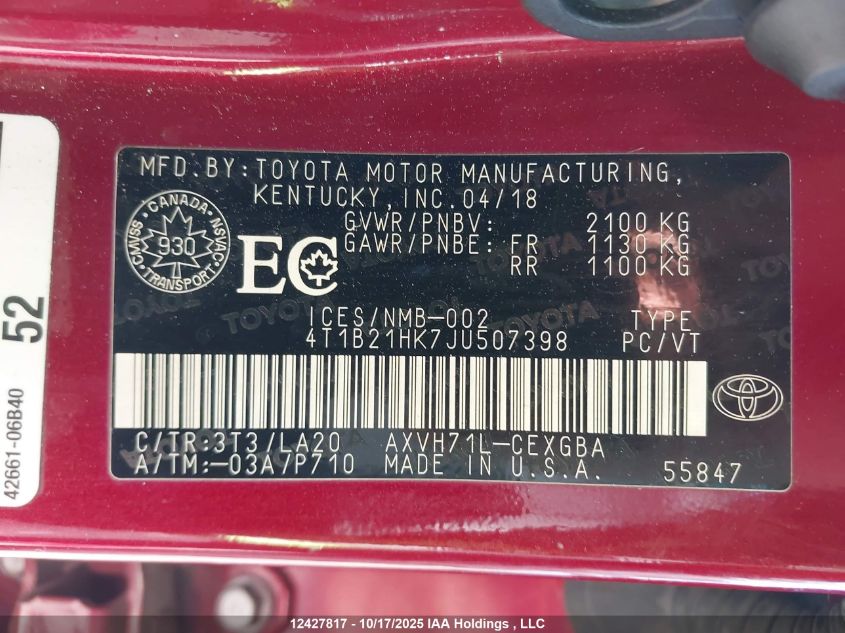 MFD.BY:TOYOTA MOTOR MANUFACTURING,
KENTUCKY,INC.04/18
GVWR/PNBV: 2100 KG
GAWR/PNBE: FR 1130 KG
RR 1100 KG
CANADA
930
TRANSPORT
CMVSS
NSVAC
EC
ICES/NMB-002 TYPE
4T1B21HK7JU507398 PC/VT
C/TR:3T3/LA20 AXVH71L-CEXGBA
A/TM:-03A/P710 MADE IN U.S.A. 55847
52
42661-06B40
12427817 - 10/17/2025 IAA Holdings , LLC